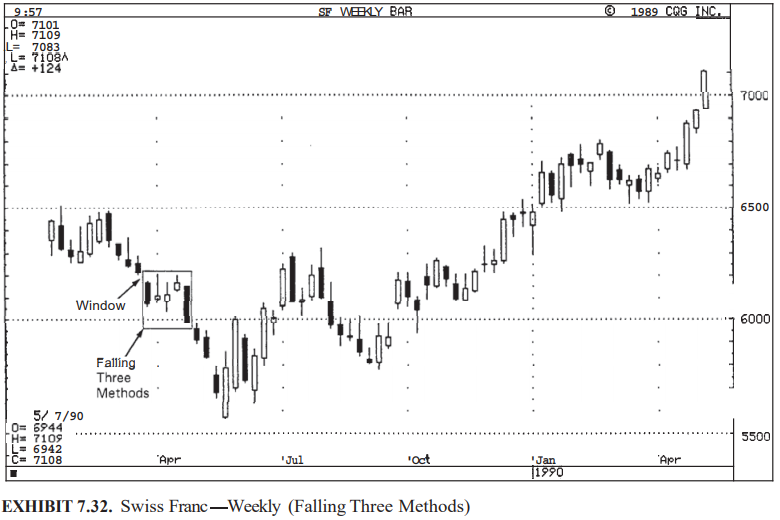 9:57 SF WEEKLY BAR © 1989 CQG INC.
O= 7101
H= 7109
L= 7083
L= 7108^
Δ= +124
7000
6500
Window
6000
Falling
Three
Methods
5/ 7/90
O= 6944
H= 7109
L= 6942
C= 7108
5500
Apr Jul Oct Jan Apr
1990
EXHIBIT 7.32. Swiss Franc—Weekly (Falling Three Methods)